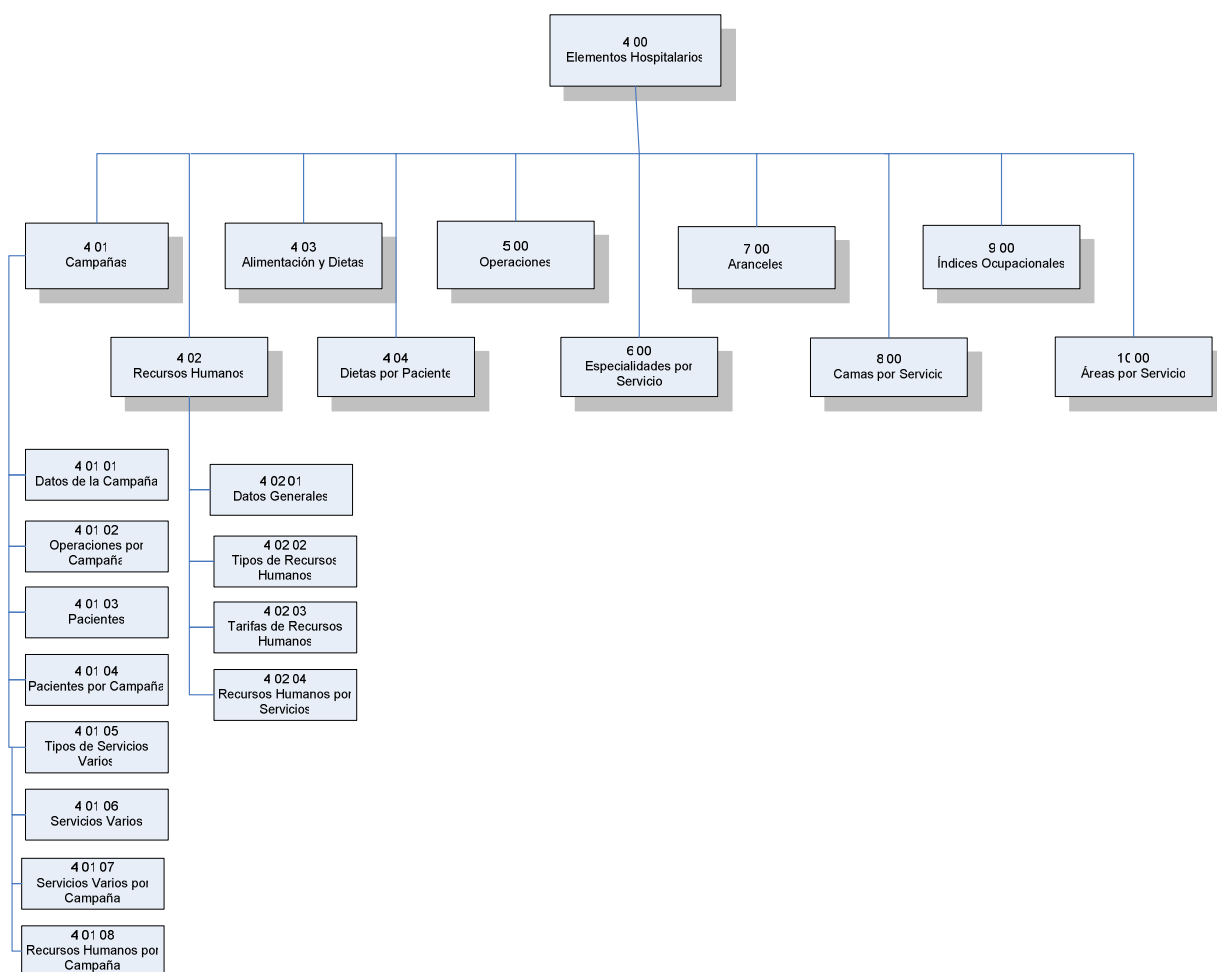 4 00
Elementos Hospitalarios
4 01
Campañas
4 03
Alimentación y Dietas
5 00
Operaciones
7 00
Aranceles
9 00
Índices Ocupacionales
4 02
Recursos Humanos
4 04
Dietas por Paciente
6 00
Especialidades por
Servicio
8 00
Camas por Servicio
10 00
Áreas por Servicio
4 01 01
Datos de la Campaña
4 01 02
Operaciones por
Campaña
4 01 03
Pacientes
4 01 04
Pacientes por Campaña
4 01 05
Tipos de Servicios
Varios
4 01 06
Servicios Varios
4 01 07
Servicios Varios por
Campaña
4 01 08
Recursos Humanos por
Campaña
4 02 01
Datos Generales
4 02 02
Tipos de Recursos
Humanos
4 02 03
Tarifas de Recursos
Humanos
4 02 04
Recursos Humanos por
Servicios